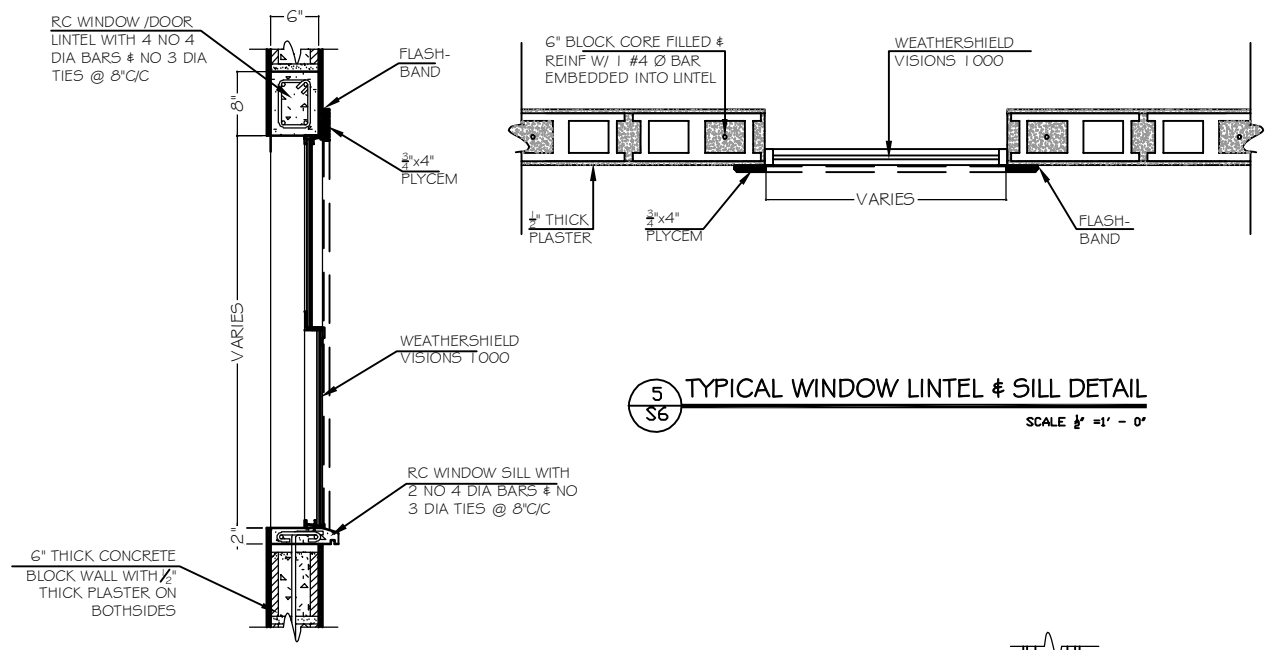 RC WINDOW /DOOR
LINTEL WITH 4 NO 4
DIA BARS & NO 3 DIA
TIES @ 8"C/C
6"
FLASH-
BAND
8"
3/4"x4"
PLYCEM
VARIES
WEATHERSHIELD
VISIONS 1000
RC WINDOW SILL WITH
2 NO 4 DIA BARS & NO
3 DIA TIES @ 8"C/C
2"
6" THICK CONCRETE
BLOCK WALL WITH 1/2"
THICK PLASTER ON
BOTHSIDES
6" BLOCK CORE FILLED &
REINF W/ 1 #4 Ø BAR
EMBEDDED INTO LINTEL
WEATHERSHIELD
VISIONS 1000
VARIES
1/2" THICK
PLASTER
3/4"x4"
PLYCEM
FLASH-
BAND
5
S6
TYPICAL WINDOW LINTEL & SILL DETAIL
SCALE 1/2" =1' - 0"